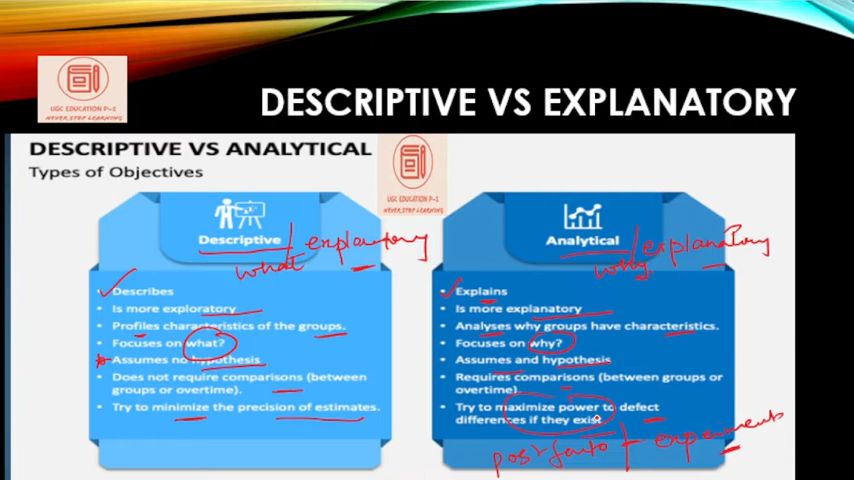 UGC EDUCATION P-1
NEVER STOP LEARNING
DESCRIPTIVE VS EXPLANATORY
DESCRIPTIVE VS ANALYTICAL
Types of Objectives
UGC EDUCATION P-1
NEVER STOP LEARNING
Descriptive / explanatory
what
Describes
Is more exploratory
Profiles characteristics of the groups.
Focuses on what?
Assumes no hypothesis
Does not require comparisons (between
groups or overtime).
Try to minimize the precision of estimates.
Analytical / explanatory
why
Explains
Is more explanatory
Analyses why groups have characteristics.
Focuses on why?
Assumes and hypothesis
Requires comparisons (between groups or
overtime)
Try to maximize power to defect
differences if they exist
post facto + experiments